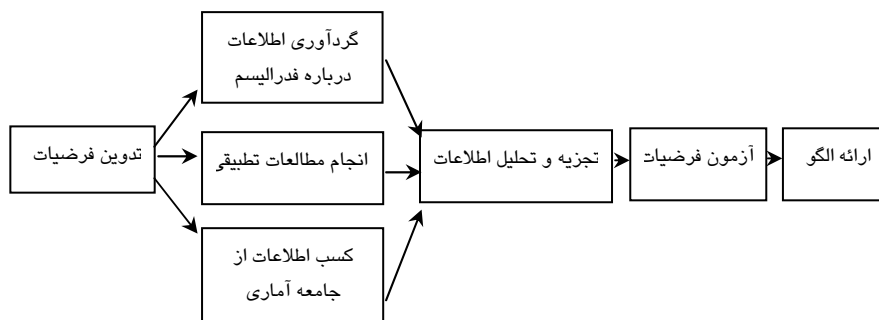 تدوین فرضیات
گردآوری اطلاعات
درباره فدرالیسم
انجام مطالعات تطبیقی
کسب اطلاعات از
جامعه آماری
تجزیه و تحلیل اطلاعات
آزمون فرضیات
ارائه الگو